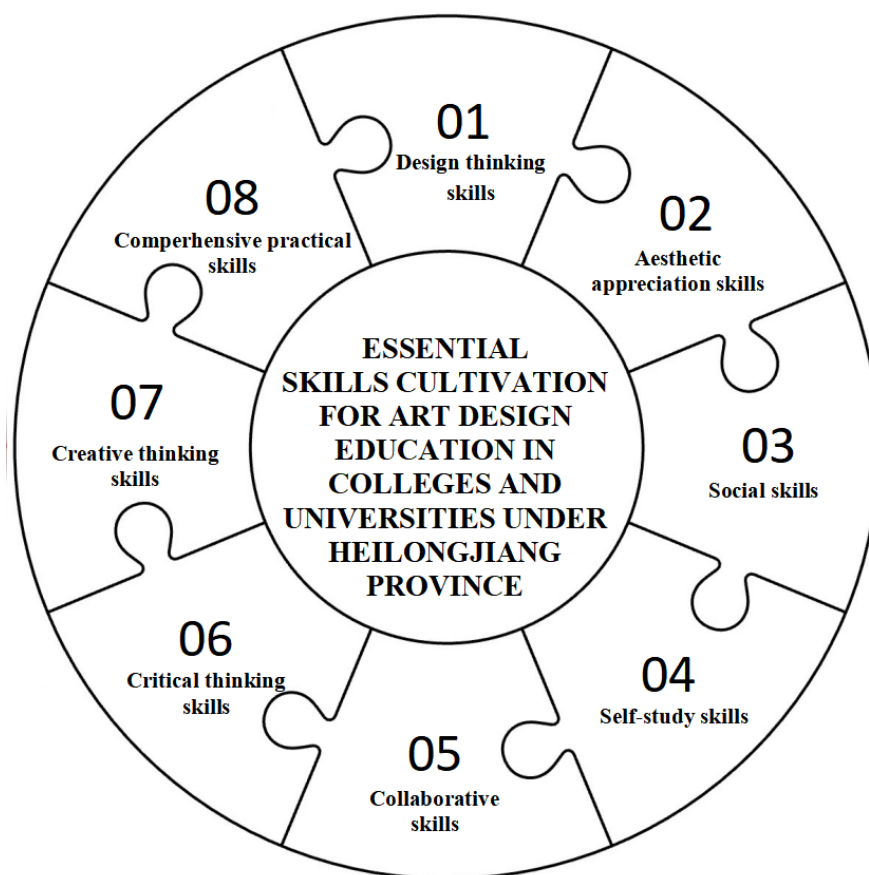 01
Design thinking
skills
02
Aesthetic
appreciation skills
03
Social skills
04
Self-study skills
05
Collaborative
skills
06
Critical thinking
skills
07
Creative thinking
skills
08
Comperhensive practical
skills
ESSENTIAL
SKILLS CULTIVATION
FOR ART DESIGN
EDUCATION IN
COLLEGES AND
UNIVERSITIES UNDER
HEILONGJIANG
PROVINCE